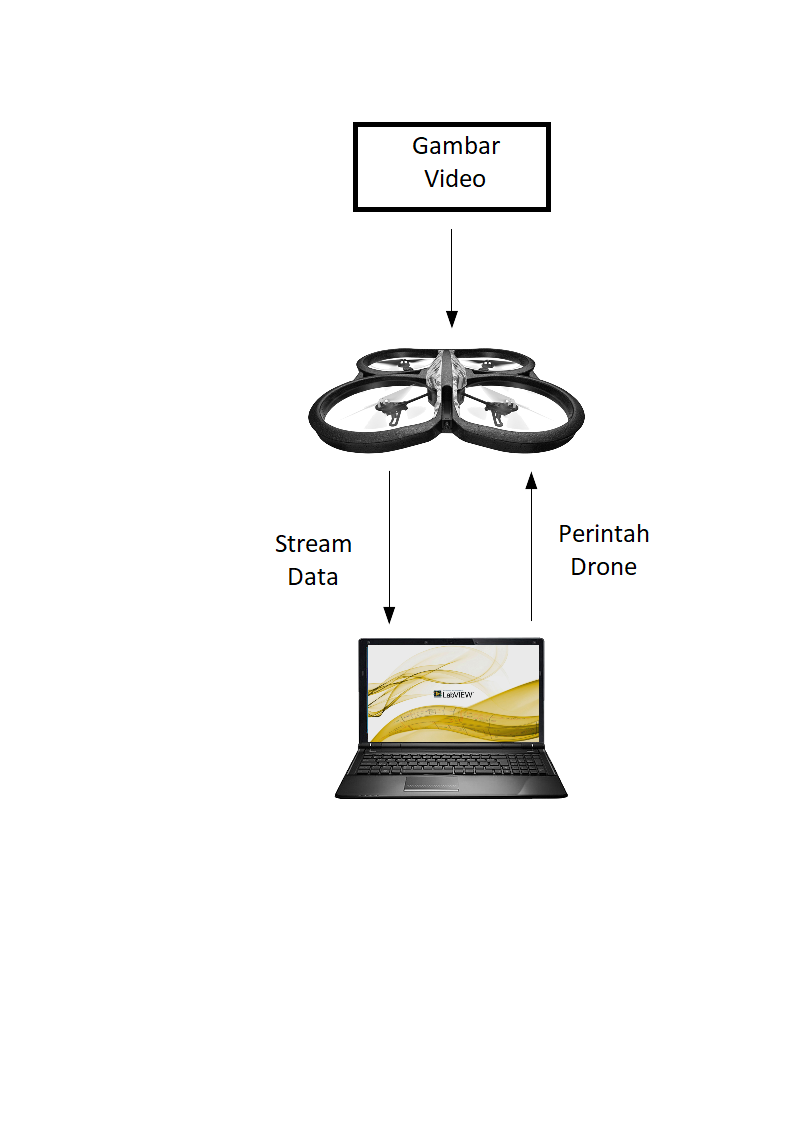 Gambar
Video
Stream
Data
Perintah
Drone
LabVIEW